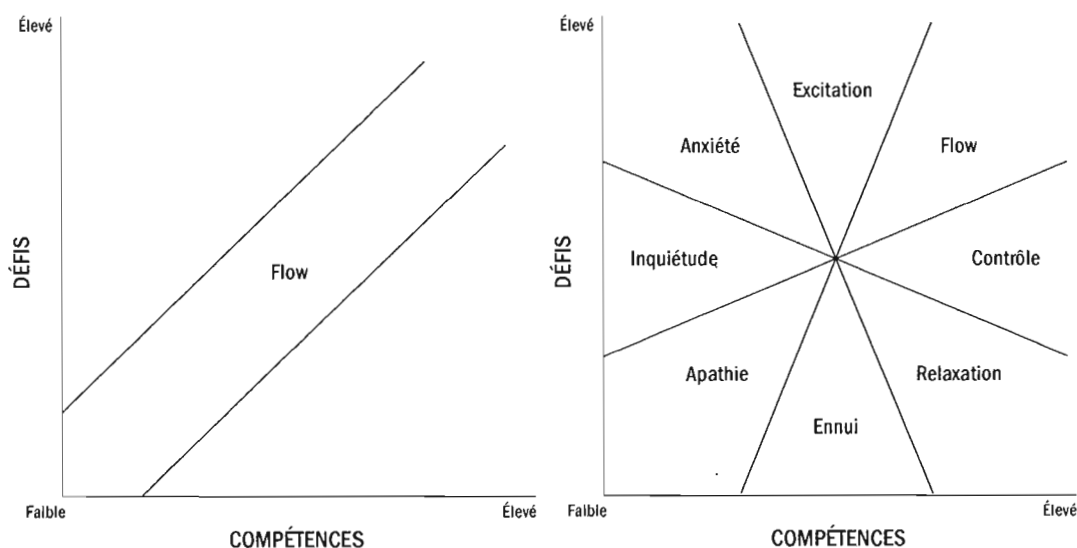 Élevé
DÉFIS
Flow
Faible
Élevé
COMPÉTENCES
Élevé
DÉFIS
Excitation
Anxiété
Flow
Inquiétude
Contrôle
Apathie
Relaxation
Ennui
Faible
Élevé
COMPÉTENCES